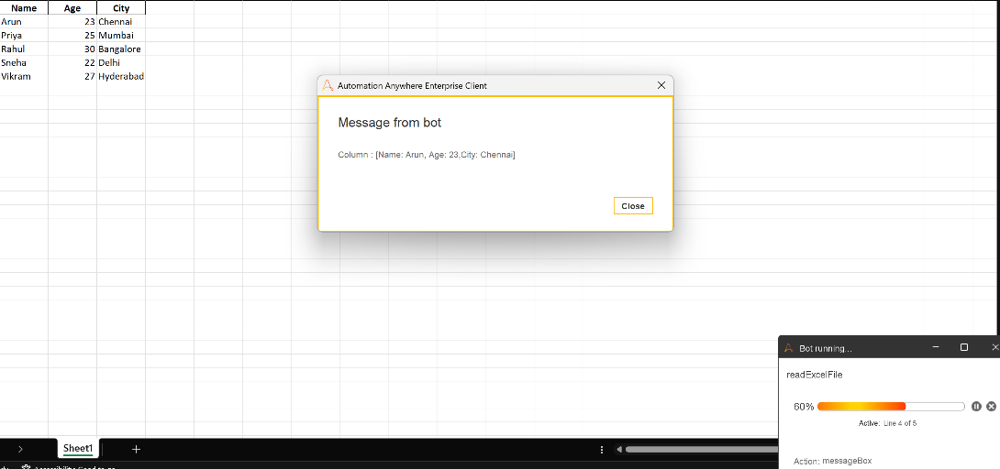 Name Age City
Arun 23 Chennai
Priya 25 Mumbai
Rahul 30 Bangalore
Sneha 22 Delhi
Vikram 27 Hyderabad
Automation Anywhere Enterprise Client
Message from bot
Column : [Name: Arun, Age: 23,City: Chennai]
Close
Bot running...
readExcelFile
60%
Active: Line 4 of 5
Action: messageBox
Sheet1